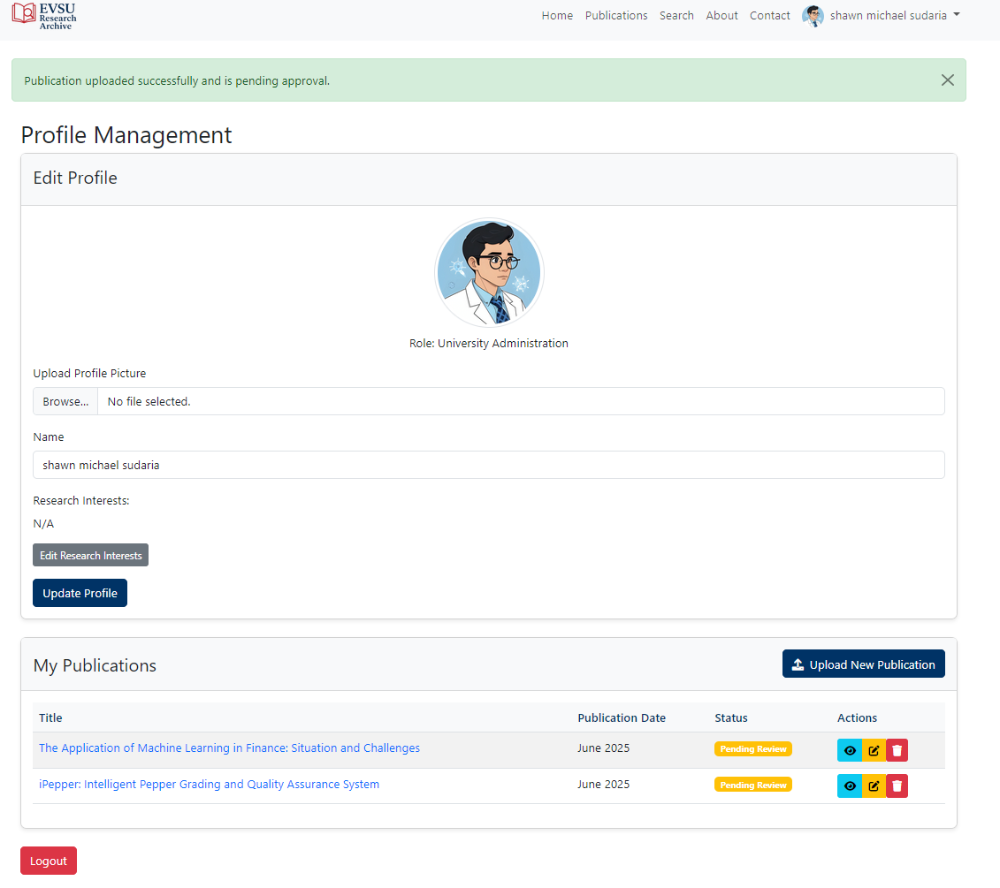 EVSU
Research
Archive
Home Publications Search About Contact shawn michael sudaria
Publication uploaded successfully and is pending approval.
Profile Management
Edit Profile
Role: University Administration
Upload Profile Picture
Browse... No file selected.
Name
shawn michael sudaria
Research Interests:
N/A
Edit Research Interests
Update Profile
My Publications Upload New Publication
Title Publication Date Status Actions
The Application of Machine Learning in Finance: Situation and Challenges June 2025 Pending Review
iPepper: Intelligent Pepper Grading and Quality Assurance System June 2025 Pending Review
Logout